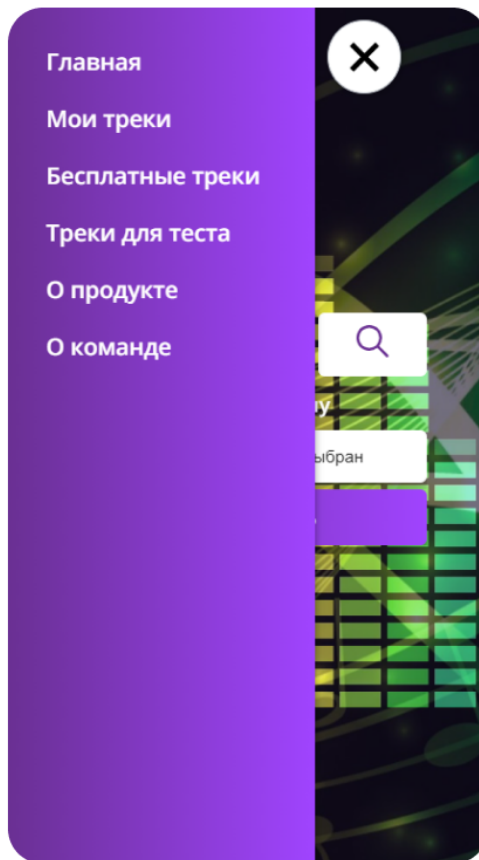 Главная
Мои треки
Бесплатные треки
Треки для теста
О продукте
О команде